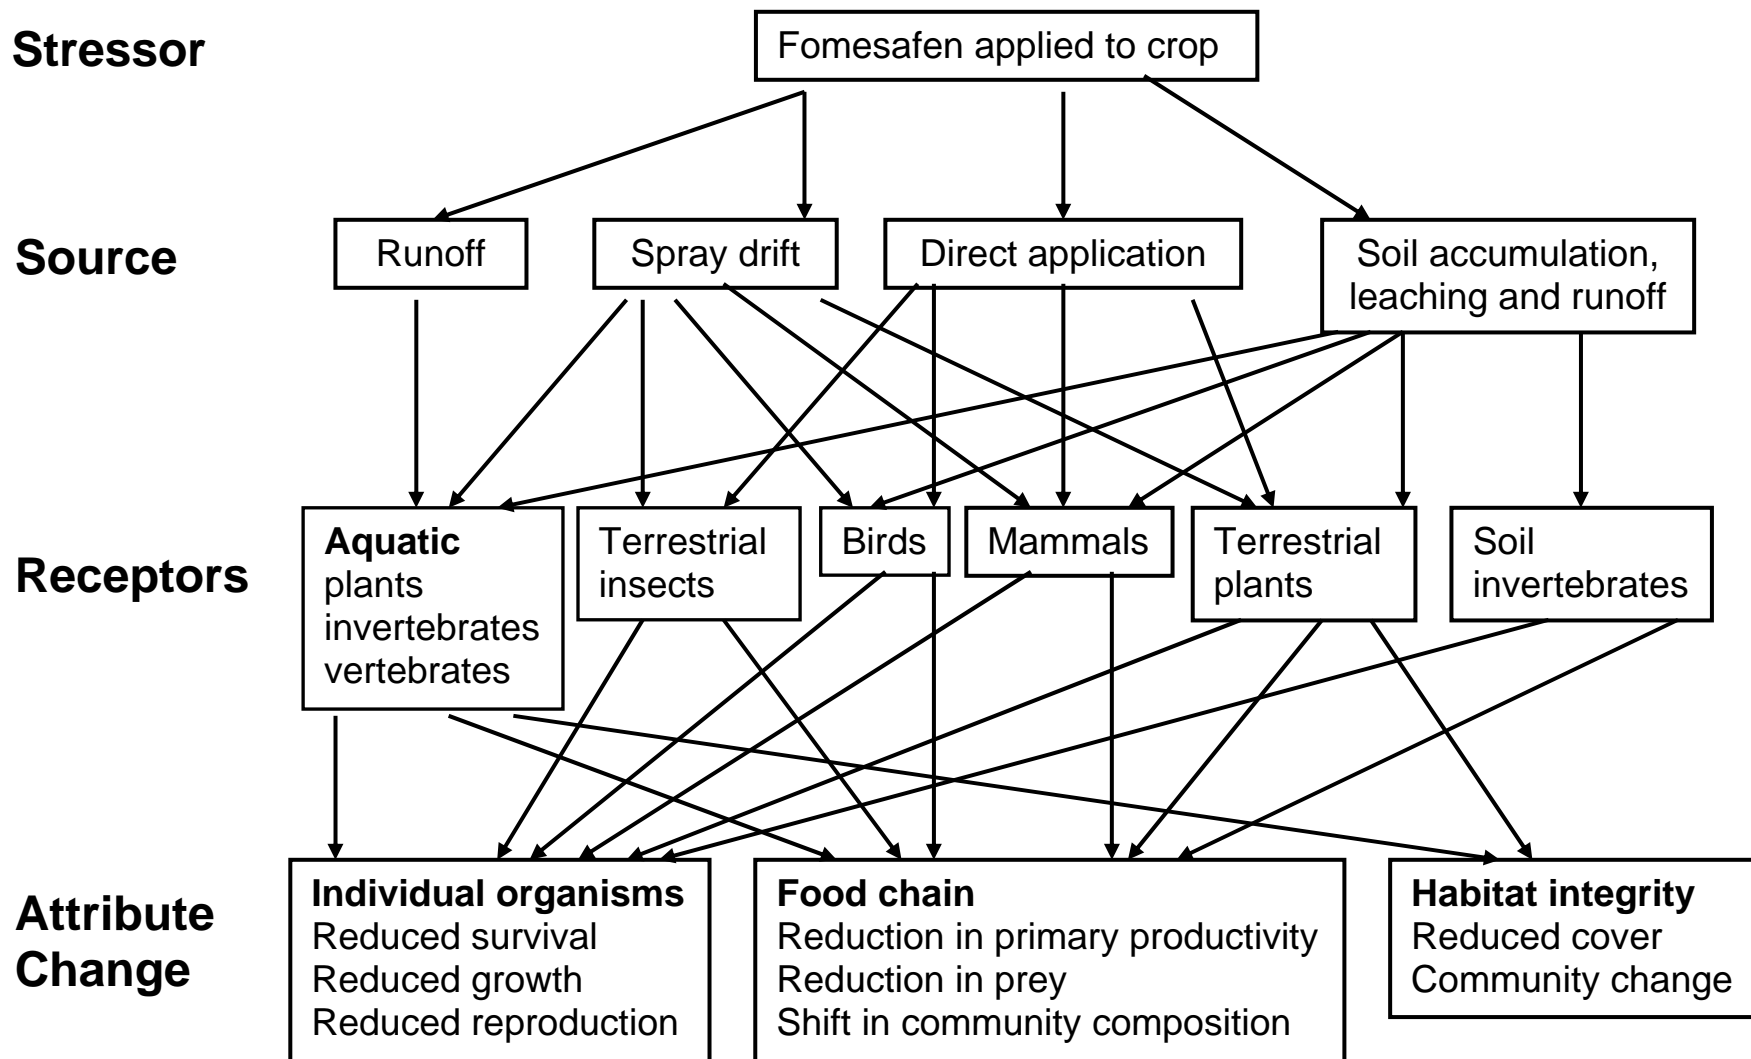 Stressor
Fomesafen applied to crop
Source
Runoff
Spray drift
Direct application
Soil accumulation,
leaching and runoff
Receptors
Aquatic
plants
invertebrates
vertebrates
Terrestrial
insects
Birds
Mammals
Terrestrial
plants
Soil
invertebrates
Attribute
Change
Individual organisms
Reduced survival
Reduced growth
Reduced reproduction
Food chain
Reduction in primary productivity
Reduction in prey
Shift in community composition
Habitat integrity
Reduced cover
Community change